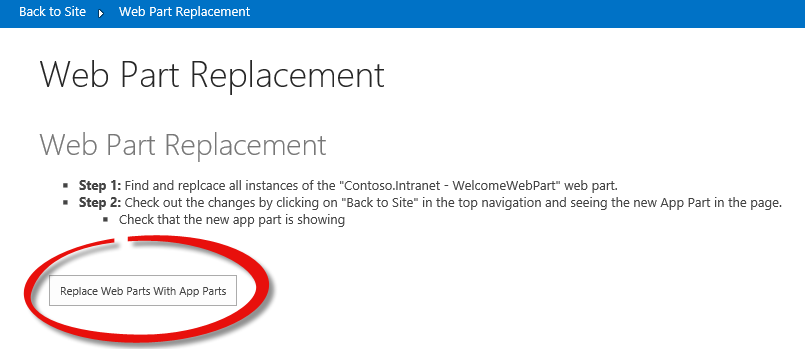 Back to Site Web Part Replacement
Web Part Replacement
Web Part Replacement
Step 1: Find and replcace all instances of the "Contoso.Intranet - WelcomeWebPart" web part.
Step 2: Check out the changes by clicking on "Back to Site" in the top navigation and seeing the new App Part in the page.
Check that the new app part is showing
Replace Web Parts With App Parts